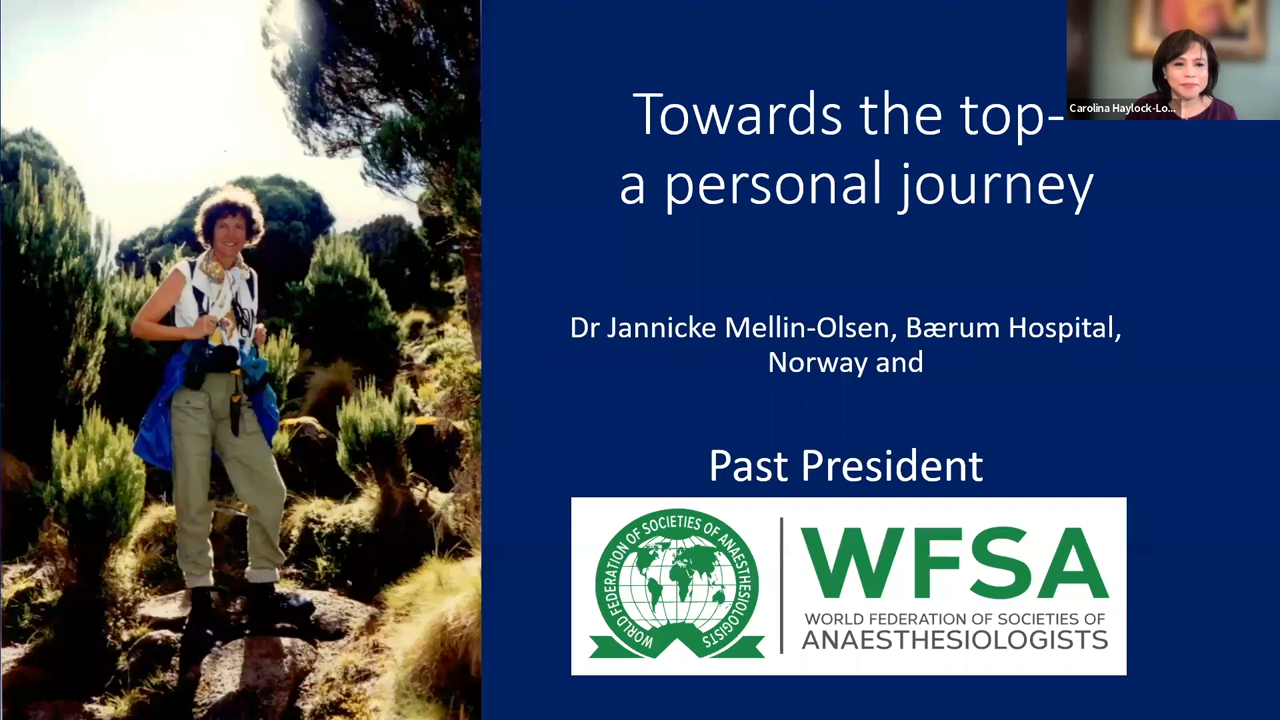 Towards the top-
a personal journey
Carolina Haylock-Lo...
Dr Jannicke Mellin-Olsen, Bærum Hospital,
Norway and
Past President
WORLD FEDERATION OF SOCIETIES OF ANAESTHESIOLOGISTS
WFSA
WORLD FEDERATION OF SOCIETIES OF
ANAESTHESIOLOGISTS